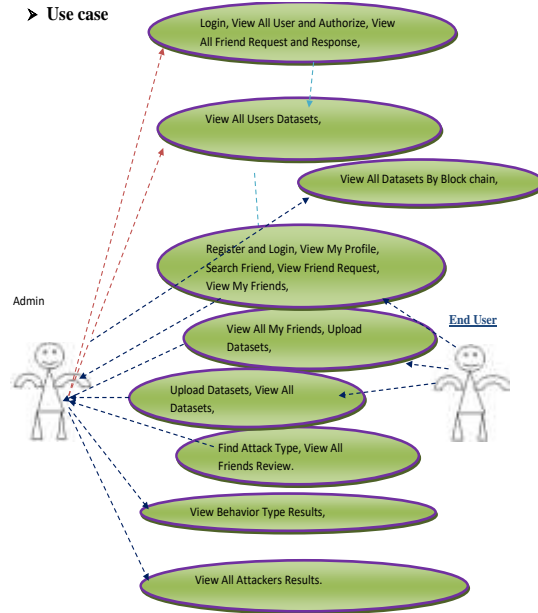 ➤ Use case
Login, View All User and Authorize, View
All Friend Request and Response,
View All Users Datasets,
View All Datasets By Block chain,
Register and Login, View My Profile,
Search Friend, View Friend Request,
View My Friends,
Admin
End User
View All My Friends, Upload
Datasets,
Upload Datasets, View All
Datasets,
Find Attack Type, View All
Friends Review.
View Behavior Type Results,
View All Attackers Results.